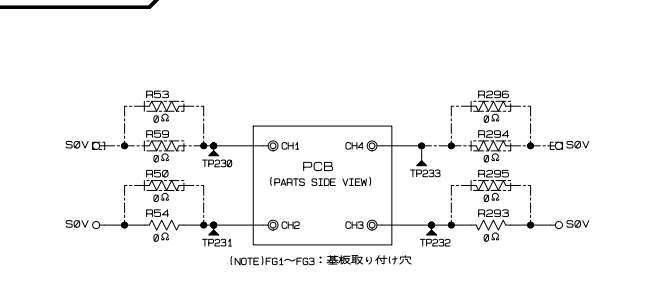 R53
0Ω
R296
0Ω
S0V
R59
0Ω
TP230
CH1
CH4
TP233
R294
0Ω
S0V
PCB
(PARTS SIDE VIEW)
R50
0Ω
R295
0Ω
S0V
R54
0Ω
TP231
CH2
CH3
TP232
R293
0Ω
S0V
(NOTE)FG1～FG3：基板取り付け穴